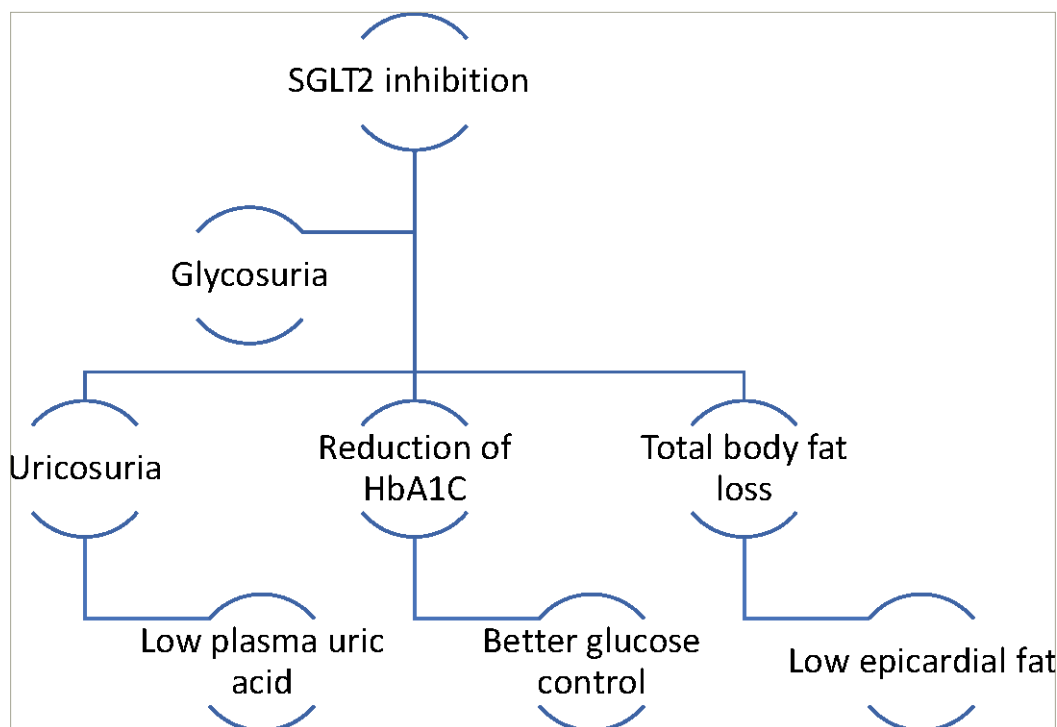 SGLT2 inhibition
Glycosuria
Uricosuria
Reduction of
HbA1C
Total body fat
loss
Low plasma uric
acid
Better glucose
control
Low epicardial fat